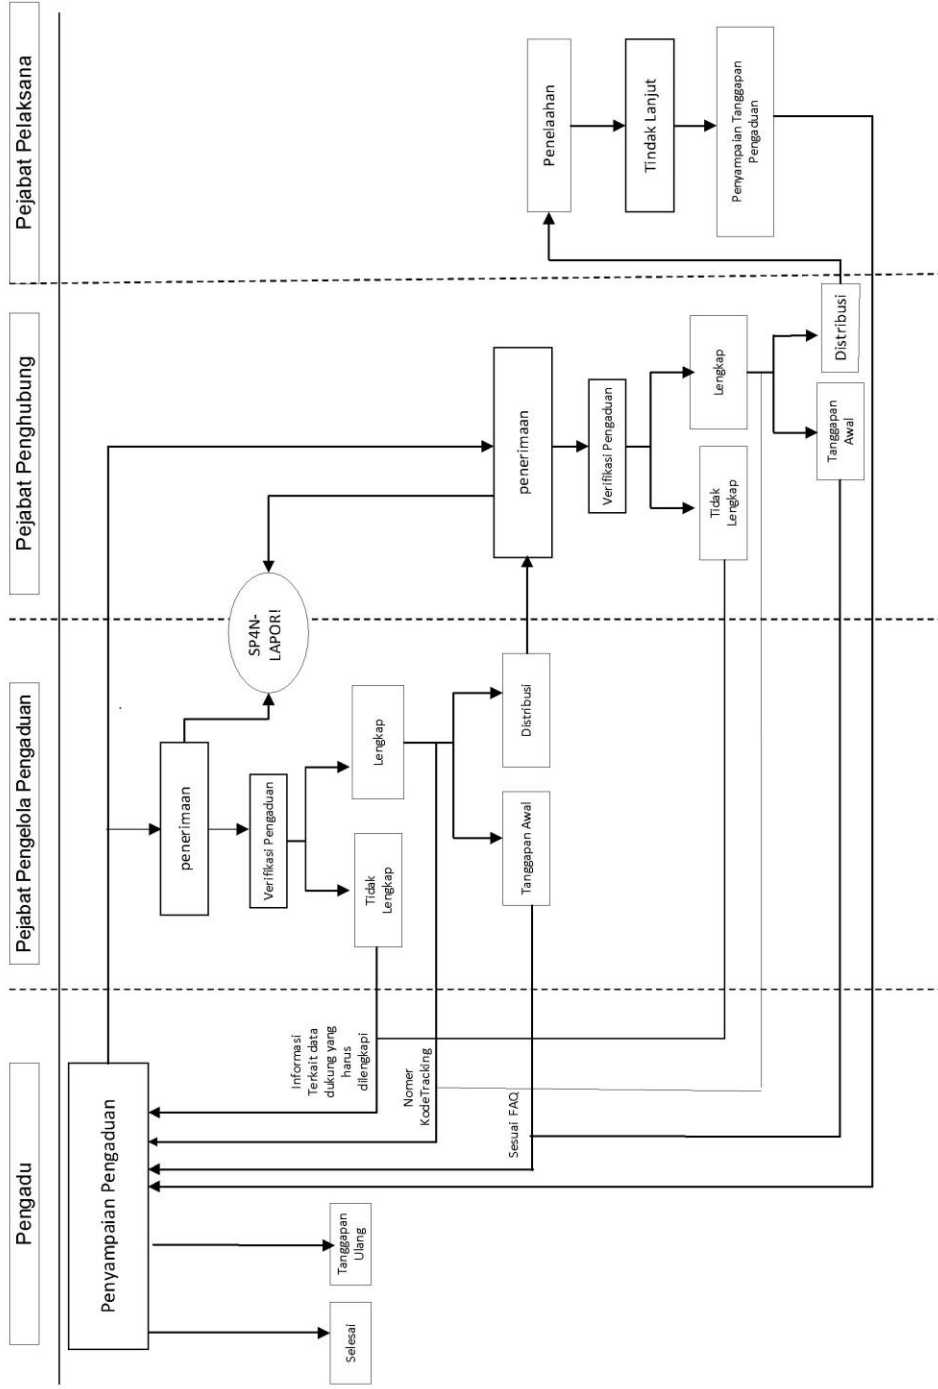 Pengadu
Pejabat Pengelola Pengaduan
Pejabat Penghubung
Pejabat Pelaksana
Penyampaian Pengaduan
Selesai
Tanggapan
Ulang
Informasi
Terkait data
dukung yang
harus
dilengkapi
Nomer
KodeTracking
Sesuai FAQ
penerimaan
Verifikasi Pengaduan
Tidak
Lengkap
Lengkap
Tanggapan Awal
Distribusi
SP4N-
LAPOR!
penerimaan
Verifikasi Pengaduan
Tidak
Lengkap
Lengkap
Tanggapan
Awal
Distribusi
Penelaahan
Tindak Lanjut
Penyampaian Tanggapan
Pengaduan